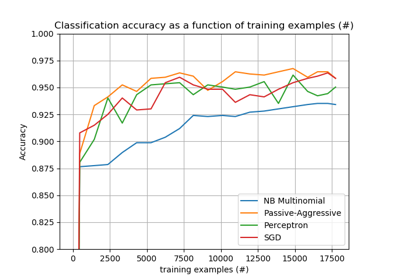 Classification accuracy as a function of training examples (#)
1.000
0.975
0.950
0.925
0.900
0.875
0.850
0.825
0.800
Accuracy
NB Multinomial
Passive-Aggressive
Perceptron
SGD
0 2500 5000 7500 10000 12500 15000 17500
training examples (#)